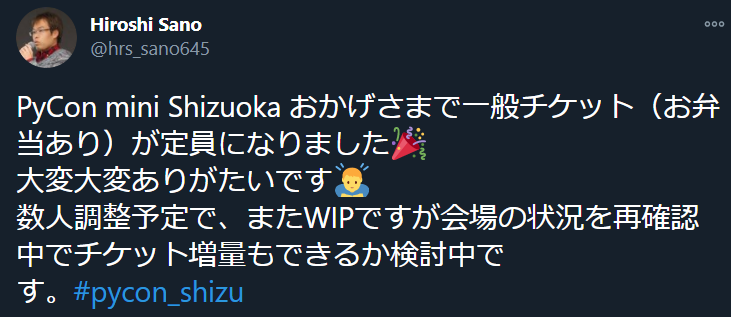 Hiroshi Sano
@hrs_sano645
PyCon mini Shizuoka おかげさまで一般チケット（お弁
当あり）が定員になりました🎉
大変大変ありがたいです🙇‍♂️
数人調整予定で、またWIPですが会場の状況を再確認
中でチケット増量もできるか検討中で
す。#pycon_shizu